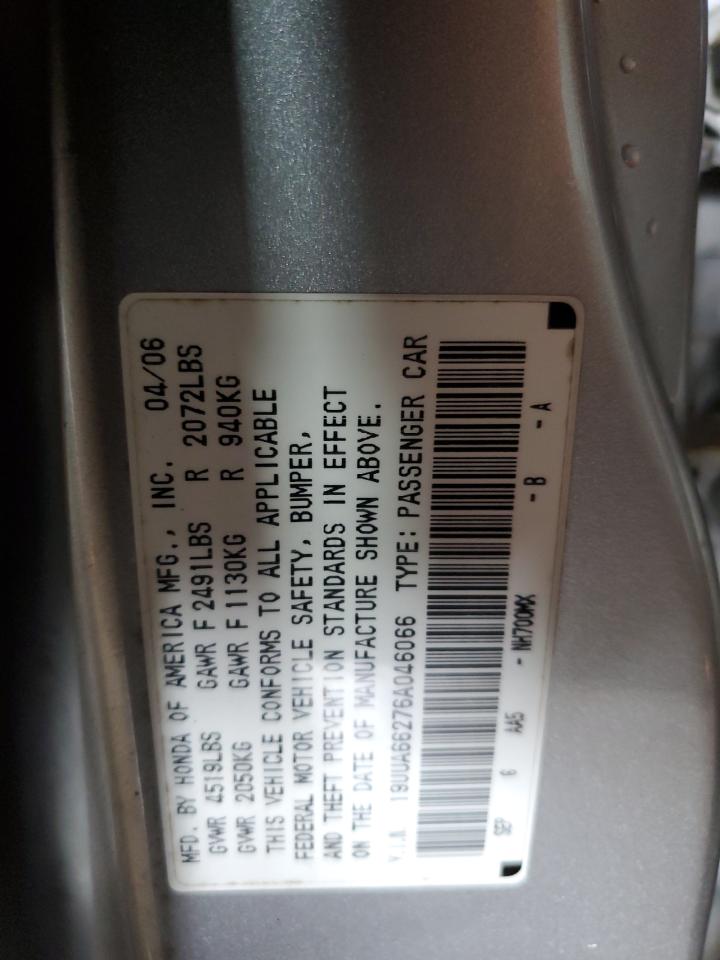 MFD. BY HONDA OF AMERICA MFG., INC. 04/06
GVWR 4519LBS GAWR F 2491LBS R 2072LBS
GVWR 2050KG GAWR F 1130KG R 940KG
THIS VEHICLE CONFORMS TO ALL APPLICABLE
FEDERAL MOTOR VEHICLE SAFETY, BUMPER,
AND THEFT PREVENTION STANDARDS IN EFFECT
ON THE DATE OF MANUFACTURE SHOWN ABOVE.
V.I.N. 19UUA66276A046066 TYPE: PASSENGER CAR
SEP 6 AA5 - NH700MX - B - A